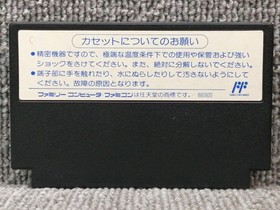 カセットについてのお願い
●精密機器ですので、極端な温度条件下での使用や保管および強い
ショックをさけてください。また、絶対に分解しないでください。
●端子部に手を触れたり、水にぬらしたりして汚さないようにして
ください。故障の原因となります。
ファミリーコンピュータ・ファミコンは任天堂の商標です。